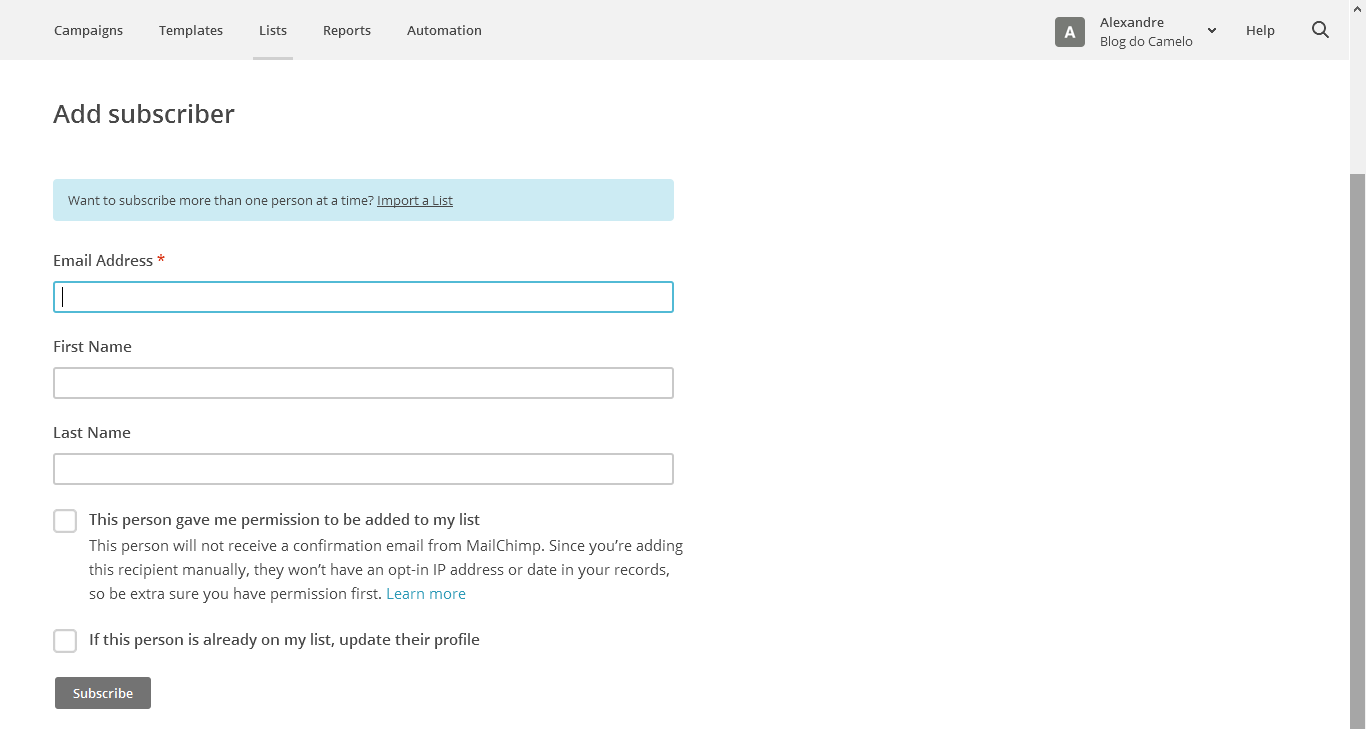 Campaigns Templates Lists Reports Automation
A Alexandre Help
Blog do Camelo
Add subscriber
Want to subscribe more than one person at a time? Import a List
Email Address *
First Name
Last Name
This person gave me permission to be added to my list
This person will not receive a confirmation email from MailChimp. Since you’re adding
this recipient manually, they won’t have an opt-in IP address or date in your records,
so be extra sure you have permission first. Learn more
If this person is already on my list, update their profile
Subscribe